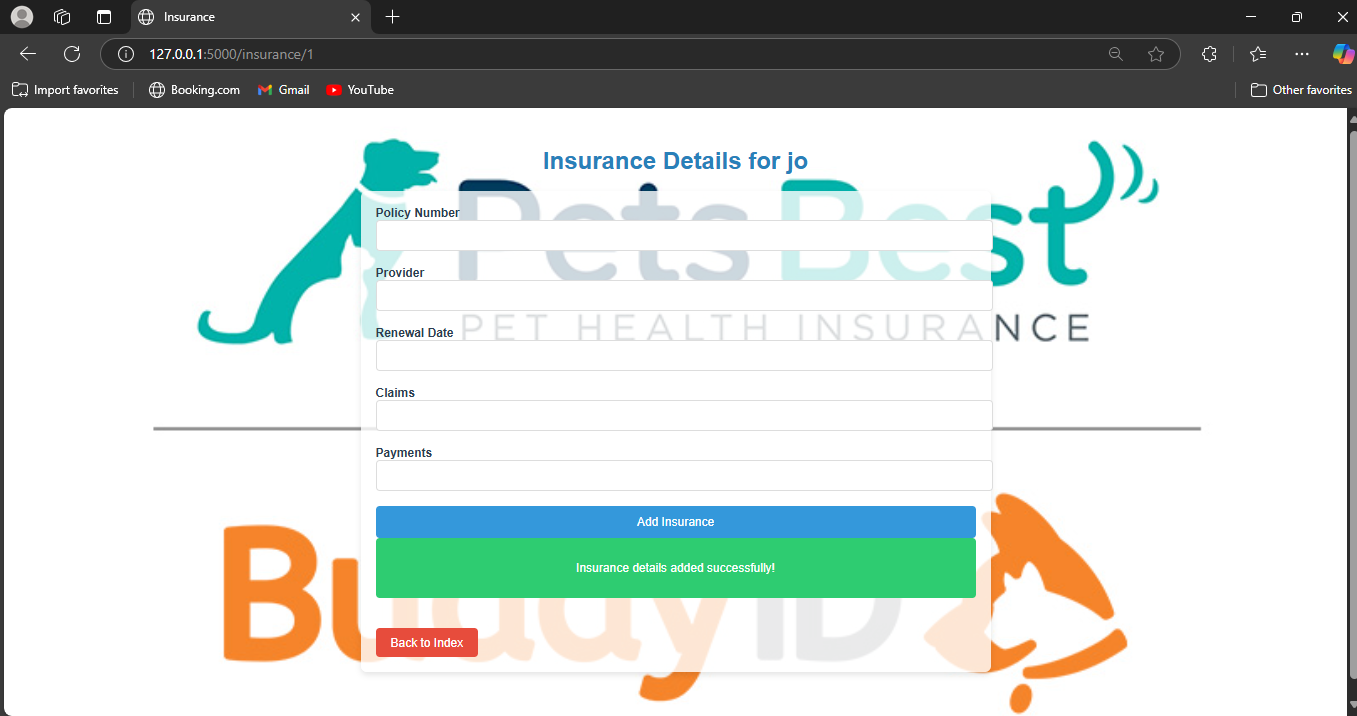 Insurance
127.0.0.1:5000/insurance/1
Import favorites
Booking.com
Gmail
YouTube
Other favorites
Insurance Details for jo
Pets Best
PET HEALTH INSURANCE
Policy Number
Provider
Renewal Date
Claims
Payments
Add Insurance
Insurance details added successfully!
BuddyID
Back to Index